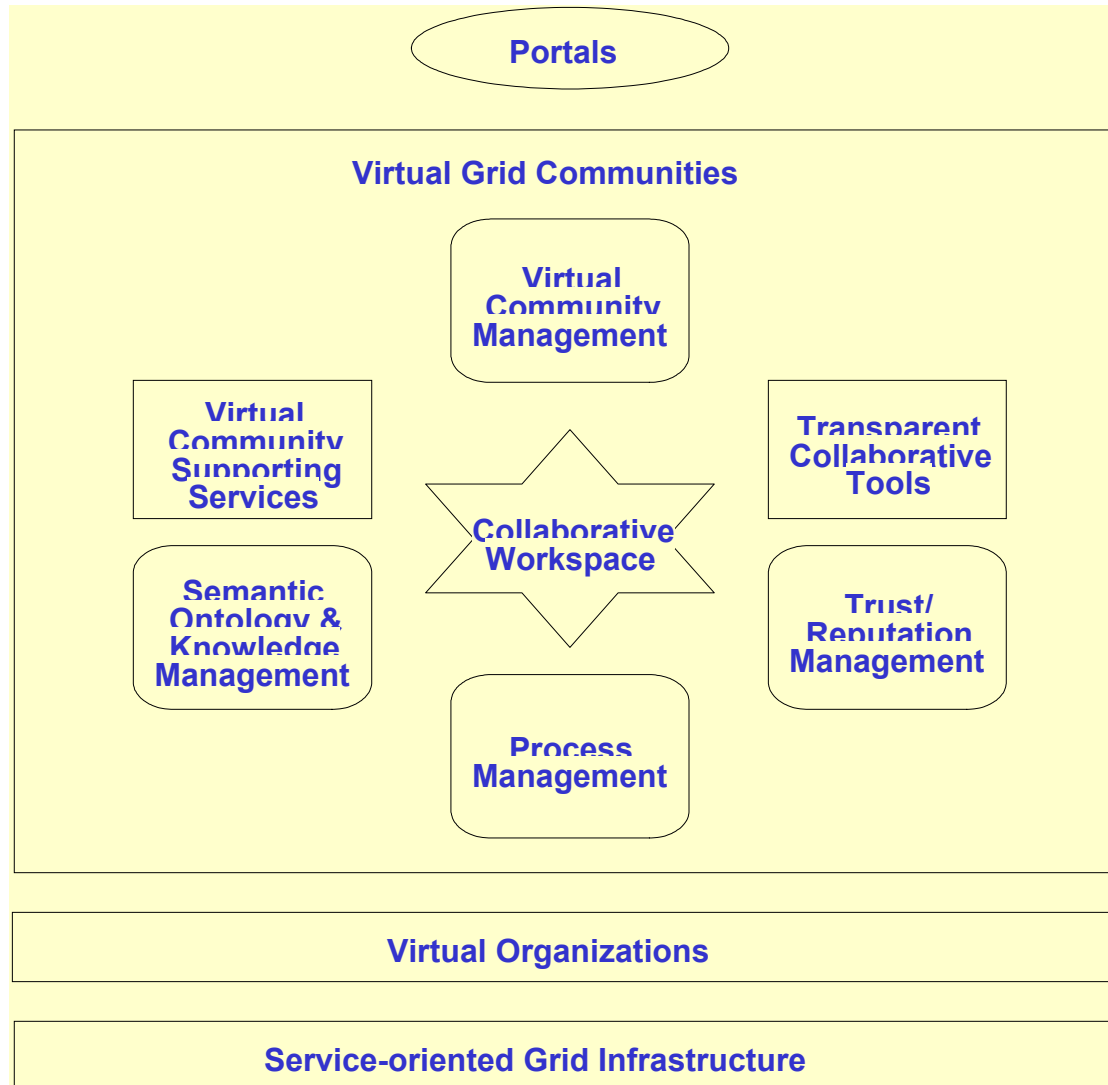 Portals
Virtual Grid Communities
Virtual
Community
Management
Virtual
Community
Supporting
Services
Transparent
Collaborative
Tools
Collaborative
Workspace
Semantic
Ontology &
Knowledge
Management
Trust/
Reputation
Management
Process
Management
Virtual Organizations
Service-oriented Grid Infrastructure